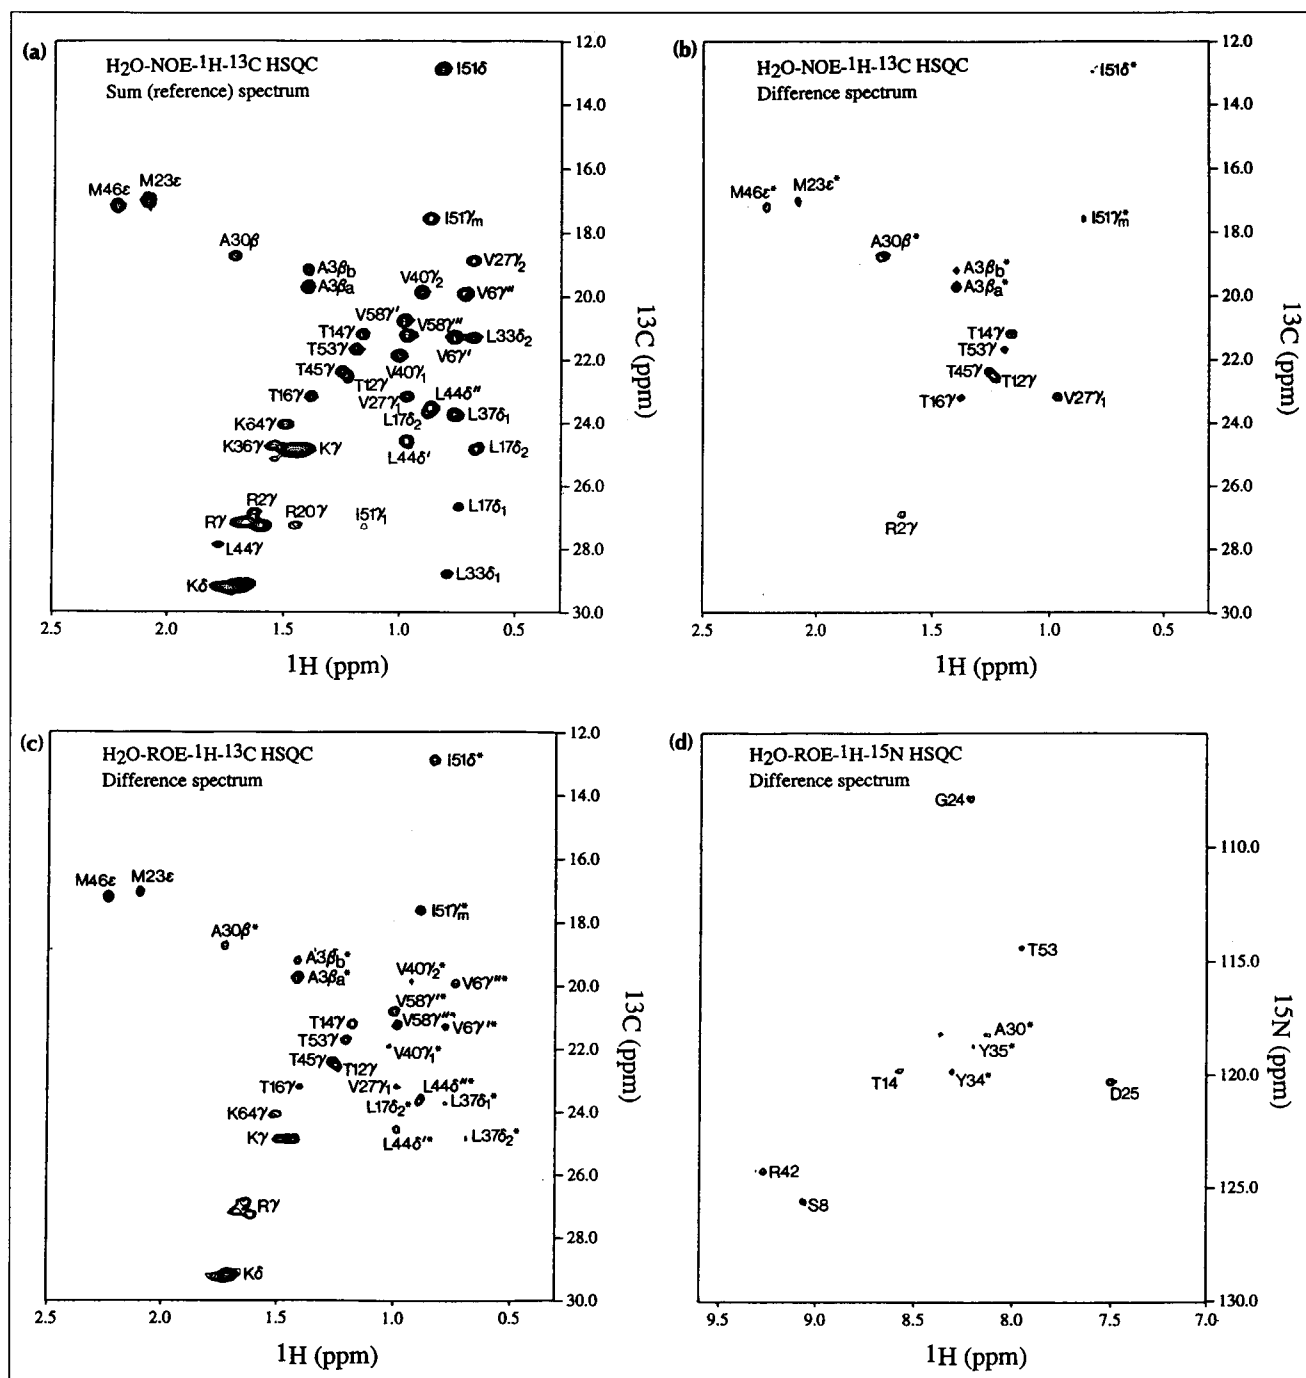 (a)
H2O-NOE-1H-13C HSQC
Sum (reference) spectrum
I51δ
M46ε
M23ε
I51γm
A30β
A3βb
A3βa
V27γ2
V40γ2
V6γ'''
V58γ'
V58γ'''
T14γ
T53γ
L33δ2
V6γ'
V40γ1
T45γ
T12γ
T16γ
V27γ1
L44δ''
L17δ2
L37δ1
K64γ
K36γ
Kγ
L44δ'
L17δ2
R2γ
Rγ
R20γ
I51γ1
L17δ1
L44γ
Kδ
L33δ1
12.0
14.0
16.0
18.0
20.0
22.0
24.0
26.0
28.0
30.0
13C (ppm)
2.5 2.0 1.5 1.0 0.5
1H (ppm)
(b)
H2O-NOE-1H-13C HSQC
Difference spectrum
I51δ*
M46ε*
M23ε*
I51γm*
A30β*
A3βb*
A3βa*
T14γ
T53γ
T45γ
T12γ
T16γ
V27γ1
R2γ
12.0
14.0
16.0
18.0
20.0
22.0
24.0
26.0
28.0
30.0
13C (ppm)
2.5 2.0 1.5 1.0 0.5
1H (ppm)
(c)
H2O-ROE-1H-13C HSQC
Difference spectrum
I51δ*
M46ε
M23ε
I51γm*
A30β*
A3βb*
A3βa*
V40γ2*
V6γ'''*
V58γ'*
V58γ'''*
V6γ'*
T14γ
T53γ
V40γ1*
T45γ
T12γ
T16γ
V27γ1
L44δ''*
L17δ2*
L37δ1*
K64γ
Kγ
L44δ'*
L37δ2*
Rγ
Kδ
12.0
14.0
16.0
18.0
20.0
22.0
24.0
26.0
28.0
30.0
13C (ppm)
2.5 2.0 1.5 1.0 0.5
1H (ppm)
(d)
H2O-ROE-1H-15N HSQC
Difference spectrum
G24
T53
A30*
Y35*
T14
Y34*
D25
R42
S8
110.0
115.0
120.0
125.0
130.0
15N (ppm)
9.5 9.0 8.5 8.0 7.5 7.0
1H (ppm)